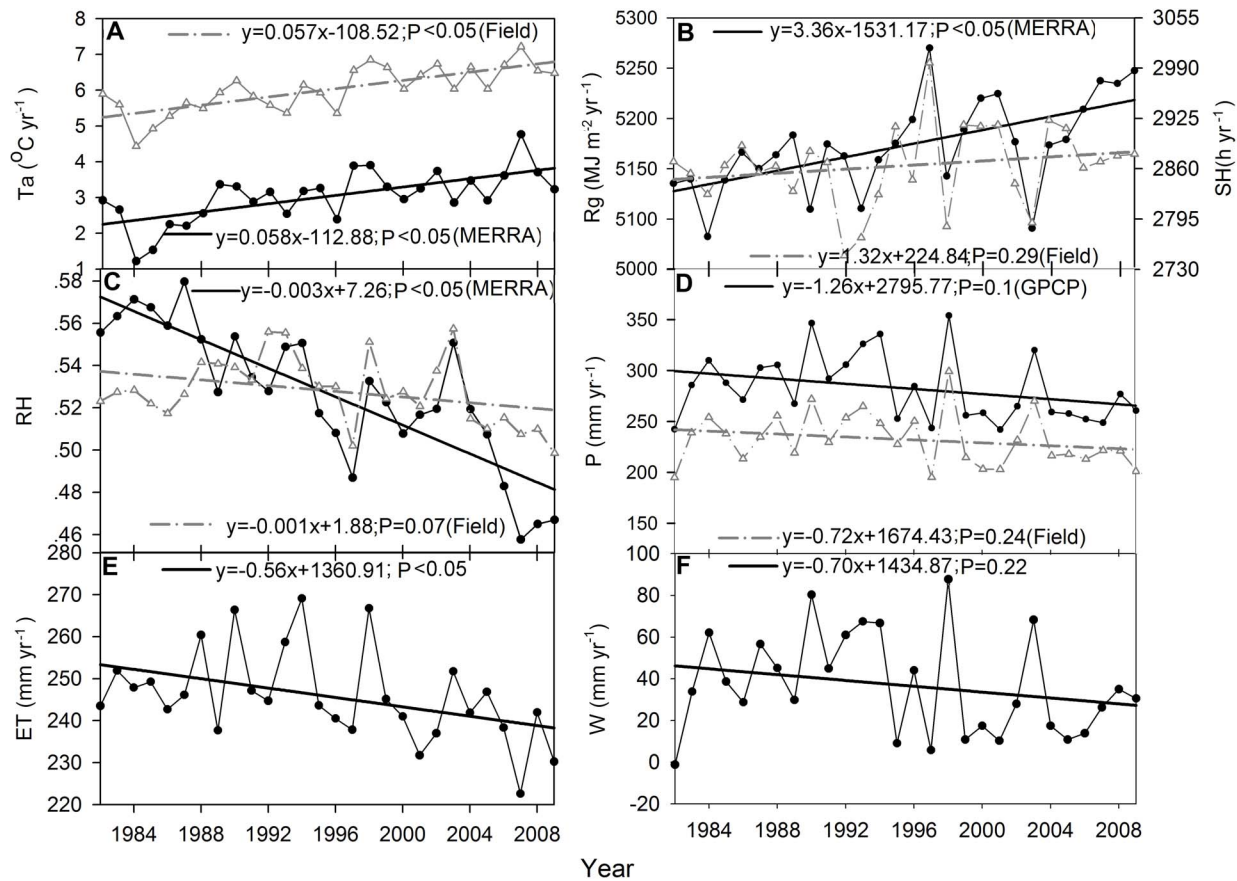 A
y=0.057x-108.52;P<0.05(Field)
8
7
6
5
4
3
2
1
Ta (°C yr-1)
y=0.058x-112.88;P<0.05(MERRA)
B
y=3.36x-1531.17;P<0.05(MERRA)
5300
5250
5200
5150
5100
5000
Rg (MJ m-2 yr-1)
3055
2990
2925
2860
2795
2730
SH(h yr-1)
y=1.32x+224.84;P=0.29(Field)
C
y=-0.003x+7.26;P<0.05(MERRA)
.58
.56
.54
.52
.50
.48
.46
RH
y=-0.001x+1.88;P=0.07(Field)
D
y=-1.26x+2795.77;P=0.1(GPCP)
350
300
250
200
150
P (mm yr-1)
y=-0.72x+1674.43;P=0.24(Field)
E
y=-0.56x+1360.91; P<0.05
280
270
260
250
240
230
220
ET (mm yr-1)
1984 1988 1992 1996 2000 2004 2008
F
y=-0.70x+1434.87;P=0.22
100
80
60
40
20
0
-20
W (mm yr-1)
1984 1988 1992 1996 2000 2004 2008
Year